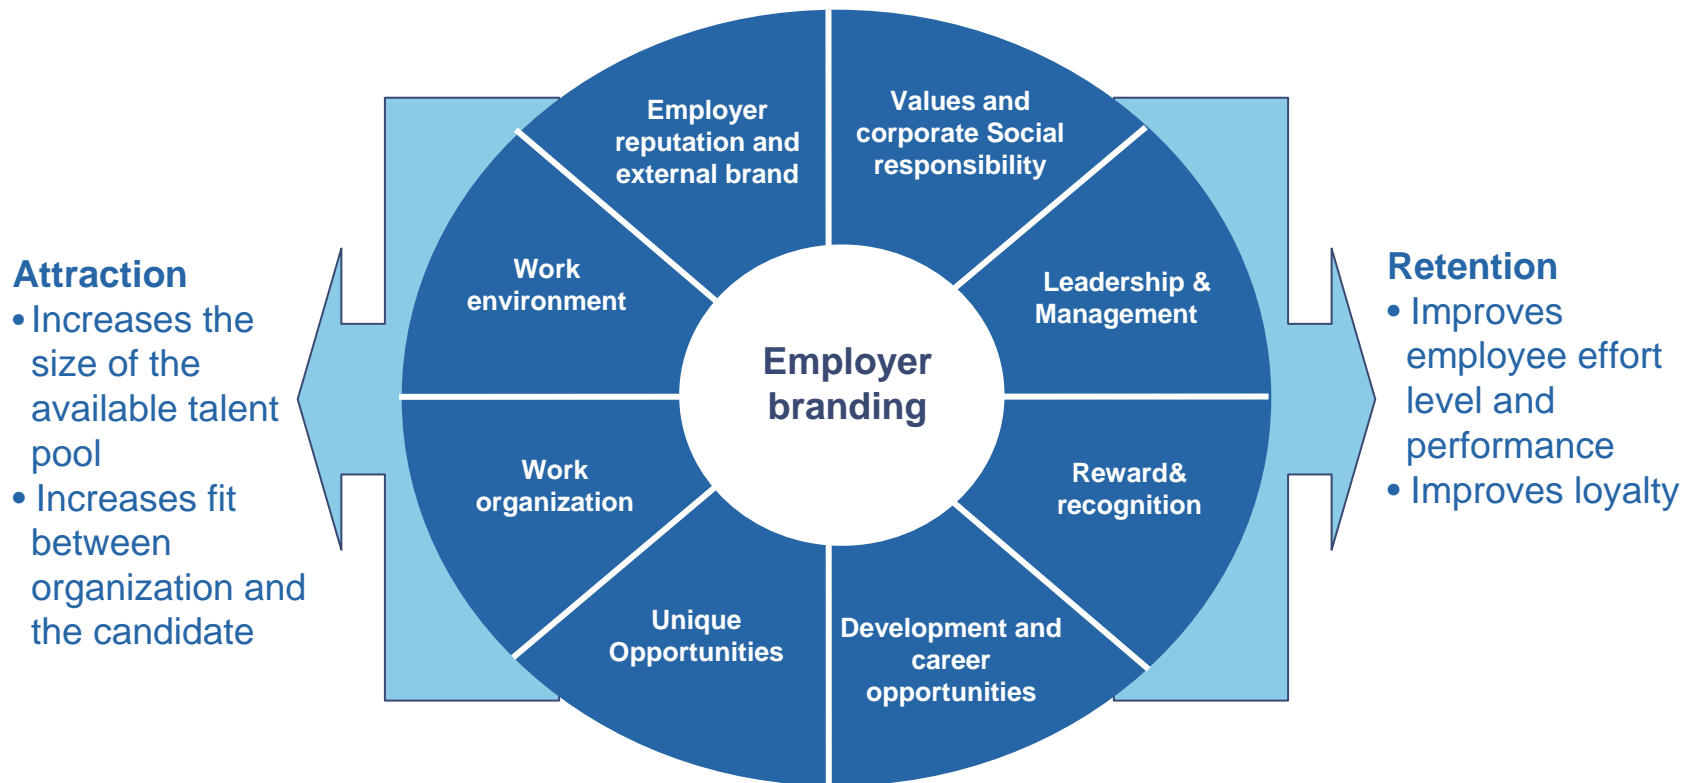 Employer
reputation and
external brand
Values and
corporate Social
responsibility
Work
environment
Leadership &
Management
Attraction
• Increases the
size of the
available talent
pool
• Increases fit
between
organization and
the candidate
Employer
branding
Retention
• Improves
employee effort
level and
performance
• Improves loyalty
Work
organization
Reward&
recognition
Unique
Opportunities
Development and
career
opportunities